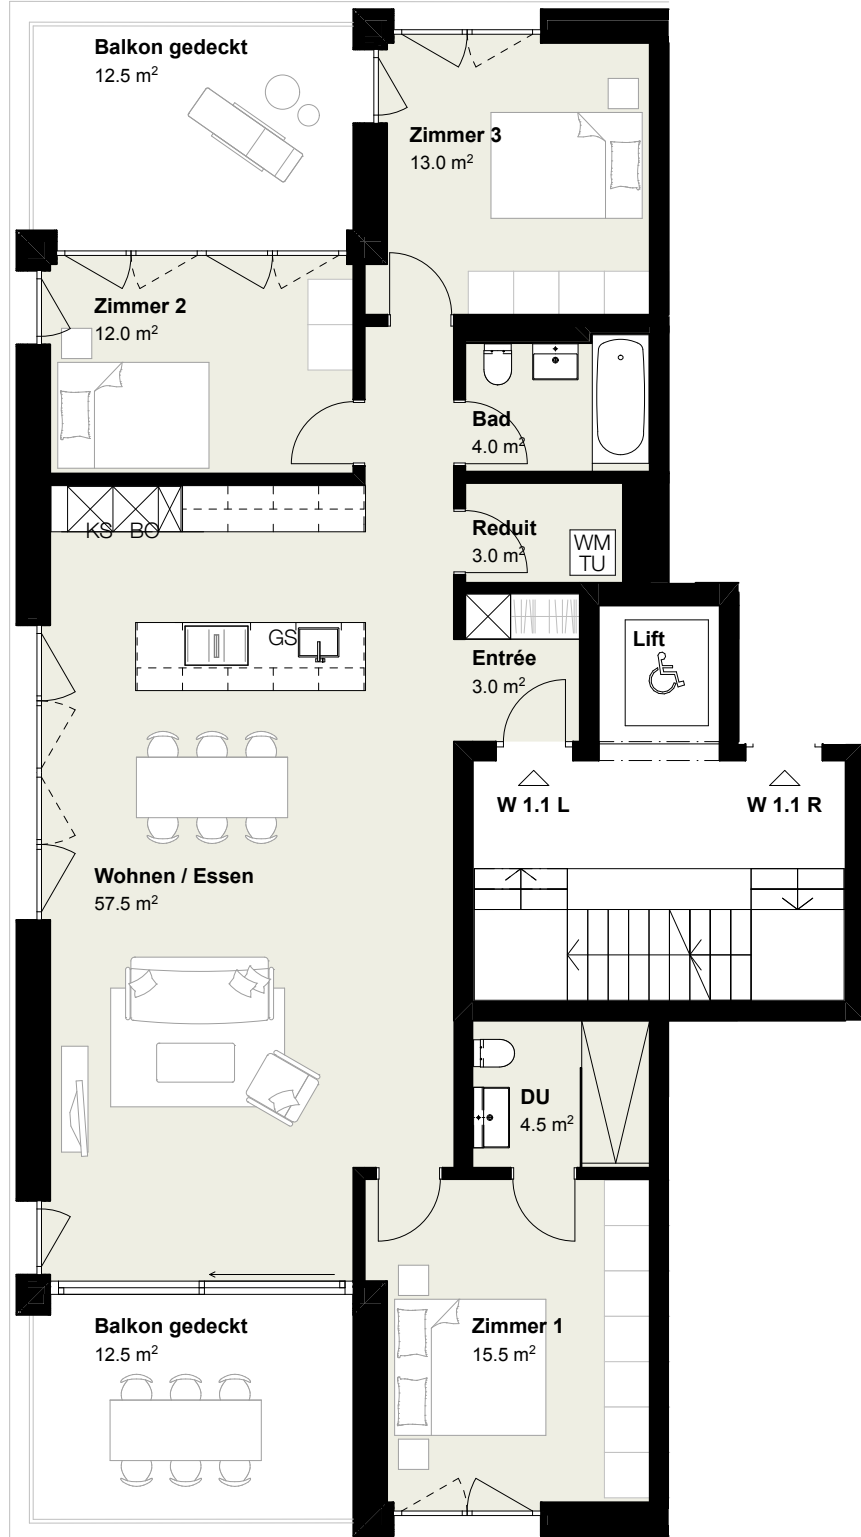 Balkon gedeckt
12.5 m²
Zimmer 3
13.0 m²
Zimmer 2
12.0 m²
Bad
4.0 m²
KS BO
Reduit
3.0 m²
WM
TU
GS
Entrée
3.0 m²
Lift
W 1.1 L
W 1.1 R
Wohnen / Essen
57.5 m²
DU
4.5 m²
Balkon gedeckt
12.5 m²
Zimmer 1
15.5 m²